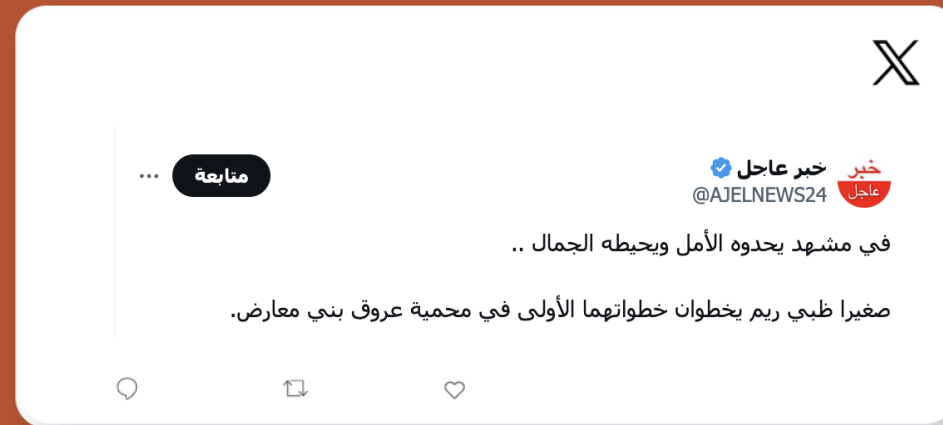 X
خبر عاجل
خبر عاجل
@AJELNEWS24
متابعة
في مشهد يحدوه الأمل ويحيطه الجمال ..
صغيرا ظبي ريم يخطوان خطواتهما الأولى في محمية عروق بني معارض.